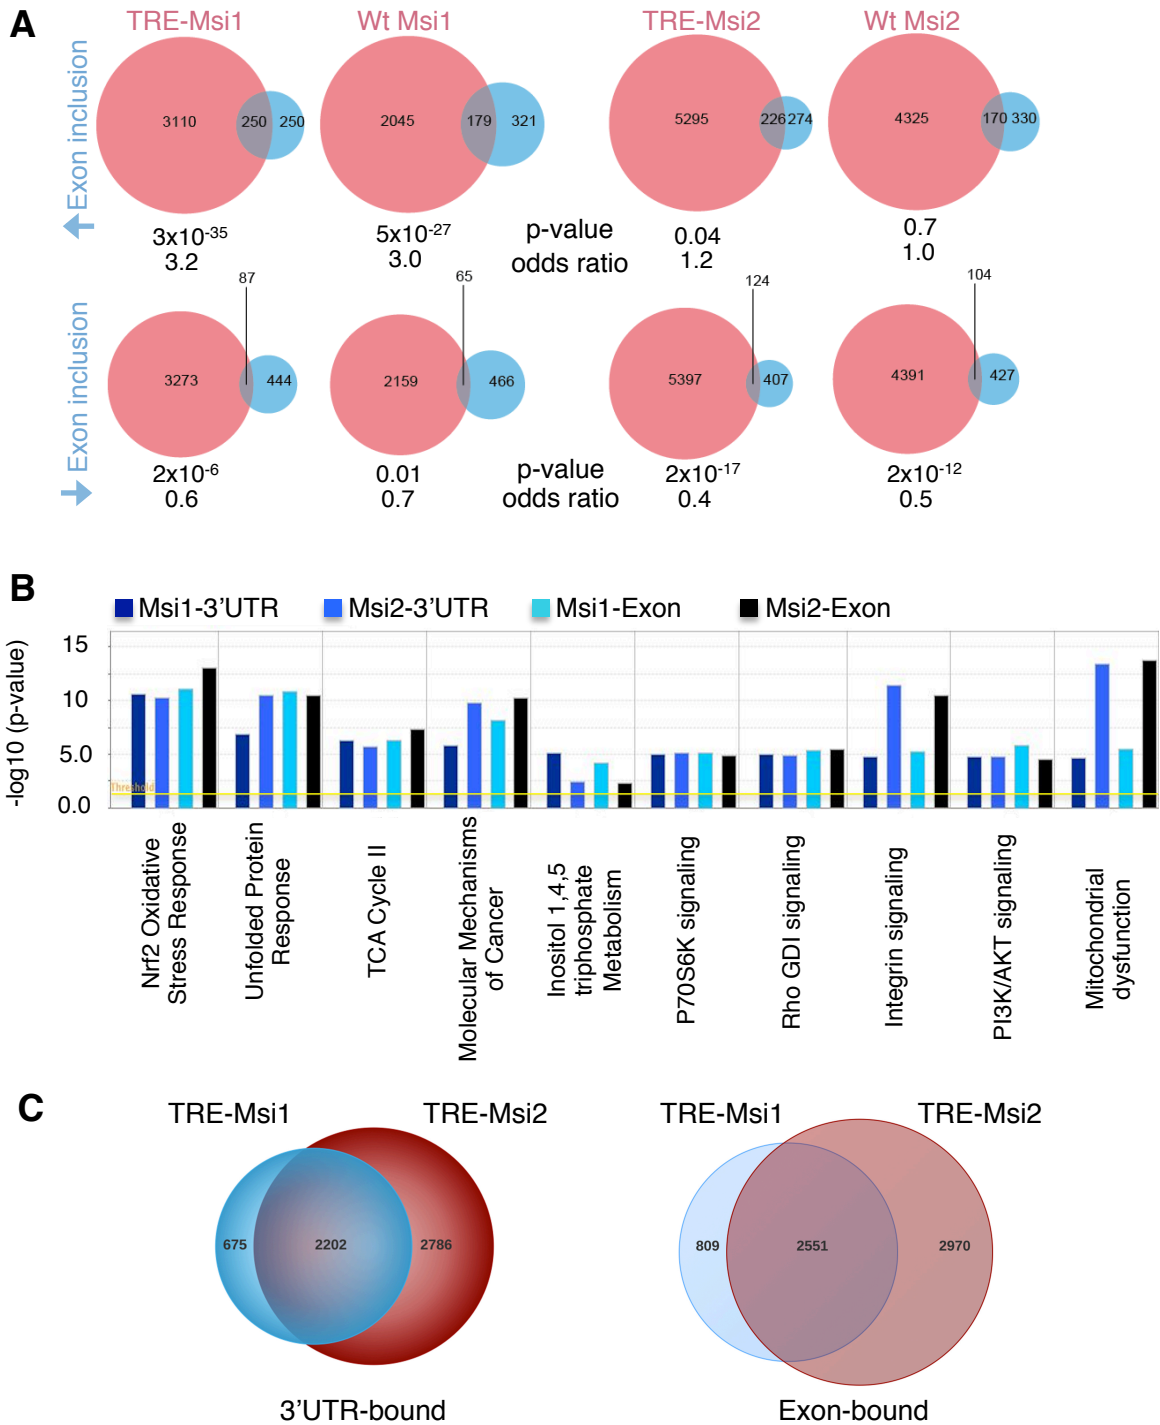 A
TRE-Msi1
Wt Msi1
TRE-Msi2
Wt Msi2
Exon inclusion
3110
250
250
2045
179
321
5295
226
274
4325
170
330
3x10-35
3.2
5x10-27
3.0
p-value
odds ratio
0.04
1.2
0.7
1.0
Exon inclusion
87
65
124
104
3273
444
2159
466
5397
407
4391
427
2x10-6
0.6
0.01
0.7
p-value
odds ratio
2x10-17
0.4
2x10-12
0.5
B
Msi1-3'UTR
Msi2-3'UTR
Msi1-Exon
Msi2-Exon
-log10 (p-value)
15
10
5.0
0.0
Threshold
Nrf2 Oxidative
Stress Response
Unfolded Protein
Response
TCA Cycle II
Molecular Mechanisms
of Cancer
Inositol 1,4,5
triphosphate
Metabolism
P70S6K signaling
Rho GDI signaling
Integrin signaling
PI3K/AKT signaling
Mitochondrial
dysfunction
C
TRE-Msi1
TRE-Msi2
TRE-Msi1
TRE-Msi2
675
2202
2786
809
2551
2970
3'UTR-bound
Exon-bound